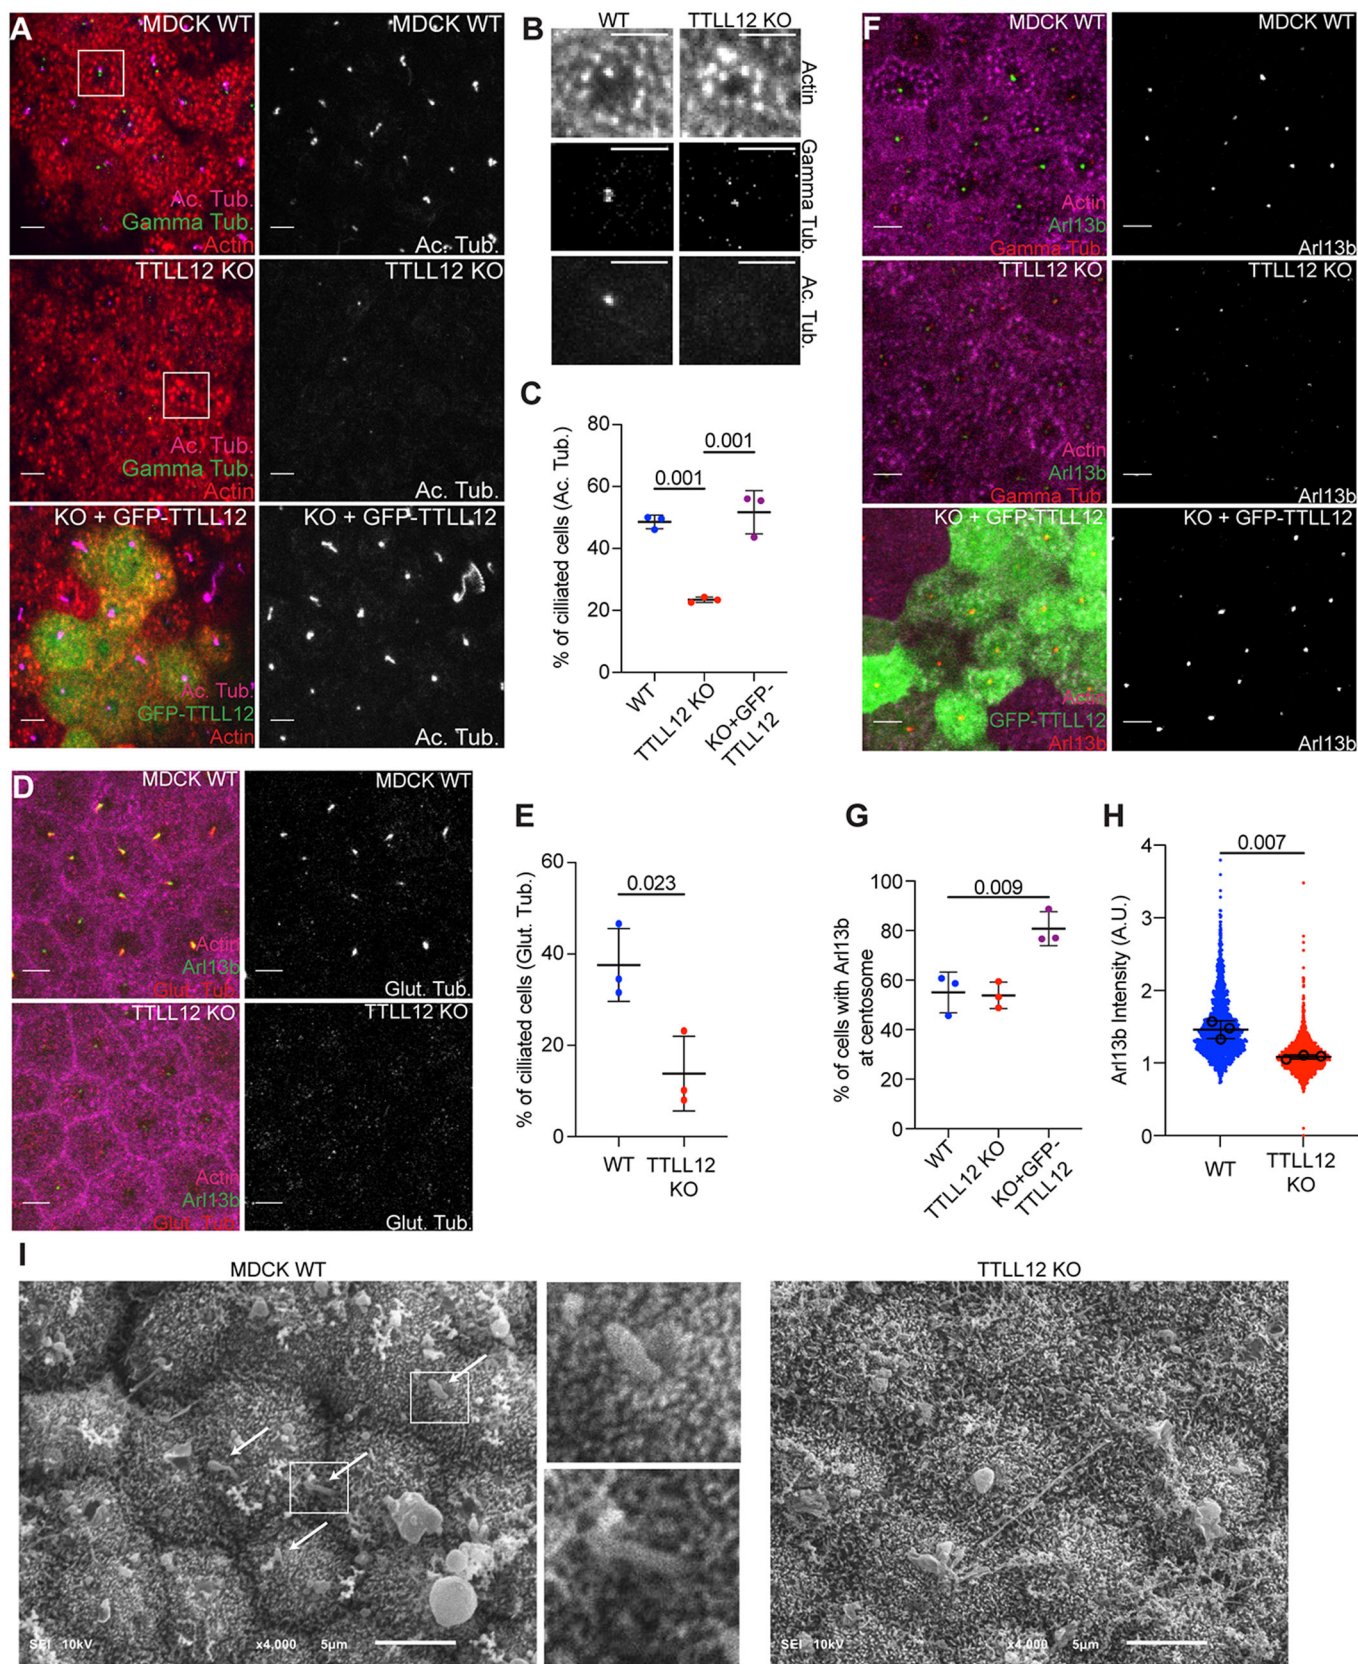 A
MDCK WT
Ac. Tub.
Gamma Tub.
Actin
Ac. Tub.
TTLL12 KO
TTLL12 KO
Ac. Tub.
Gamma Tub.
Actin
Ac. Tub.
KO + GFP-TTLL12
KO + GFP-TTLL12
Ac. Tub.
GFP-TTLL12
Actin
Ac. Tub.
B
WT
TTLL12 KO
Actin
Gamma Tub.
Ac. Tub.
C
% of cilliated cells (Ac. Tub.)
80
60
40
20
0
0.001
0.001
WT
TTLL12 KO
KO+GFP-
TTLL12
D
MDCK WT
MDCK WT
Actin
Arl13b
Glut. Tub.
Glut. Tub.
TTLL12 KO
TTLL12 KO
Actin
Arl13b
Glut. Tub.
Glut. Tub.
E
% of cilliated cells (Glut. Tub.)
60
40
20
0
0.023
WT
TTLL12
KO
F
MDCK WT
Actin
Arl13b
Gamma Tub.
Arl13b
TTLL12 KO
TTLL12 KO
Actin
Arl13b
Gamma Tub.
Arl13b
KO + GFP-TTLL12
KO + GFP-TTLL12
Actin
GFP-TTLL12
Arl13b
Arl13b
G
% of cells with Arl13b
at centosome
100
80
60
40
20
0
0.009
WT
TTLL12 KO
KO+GFP-
TTLL12
H
Arl13b Intensity (A.U.)
4
3
2
1
0
0.007
WT
TTLL12
KO
I
MDCK WT
TTLL12 KO
SEI 10kV x4,000 5µm
SEI 10kV x4,000 5µm